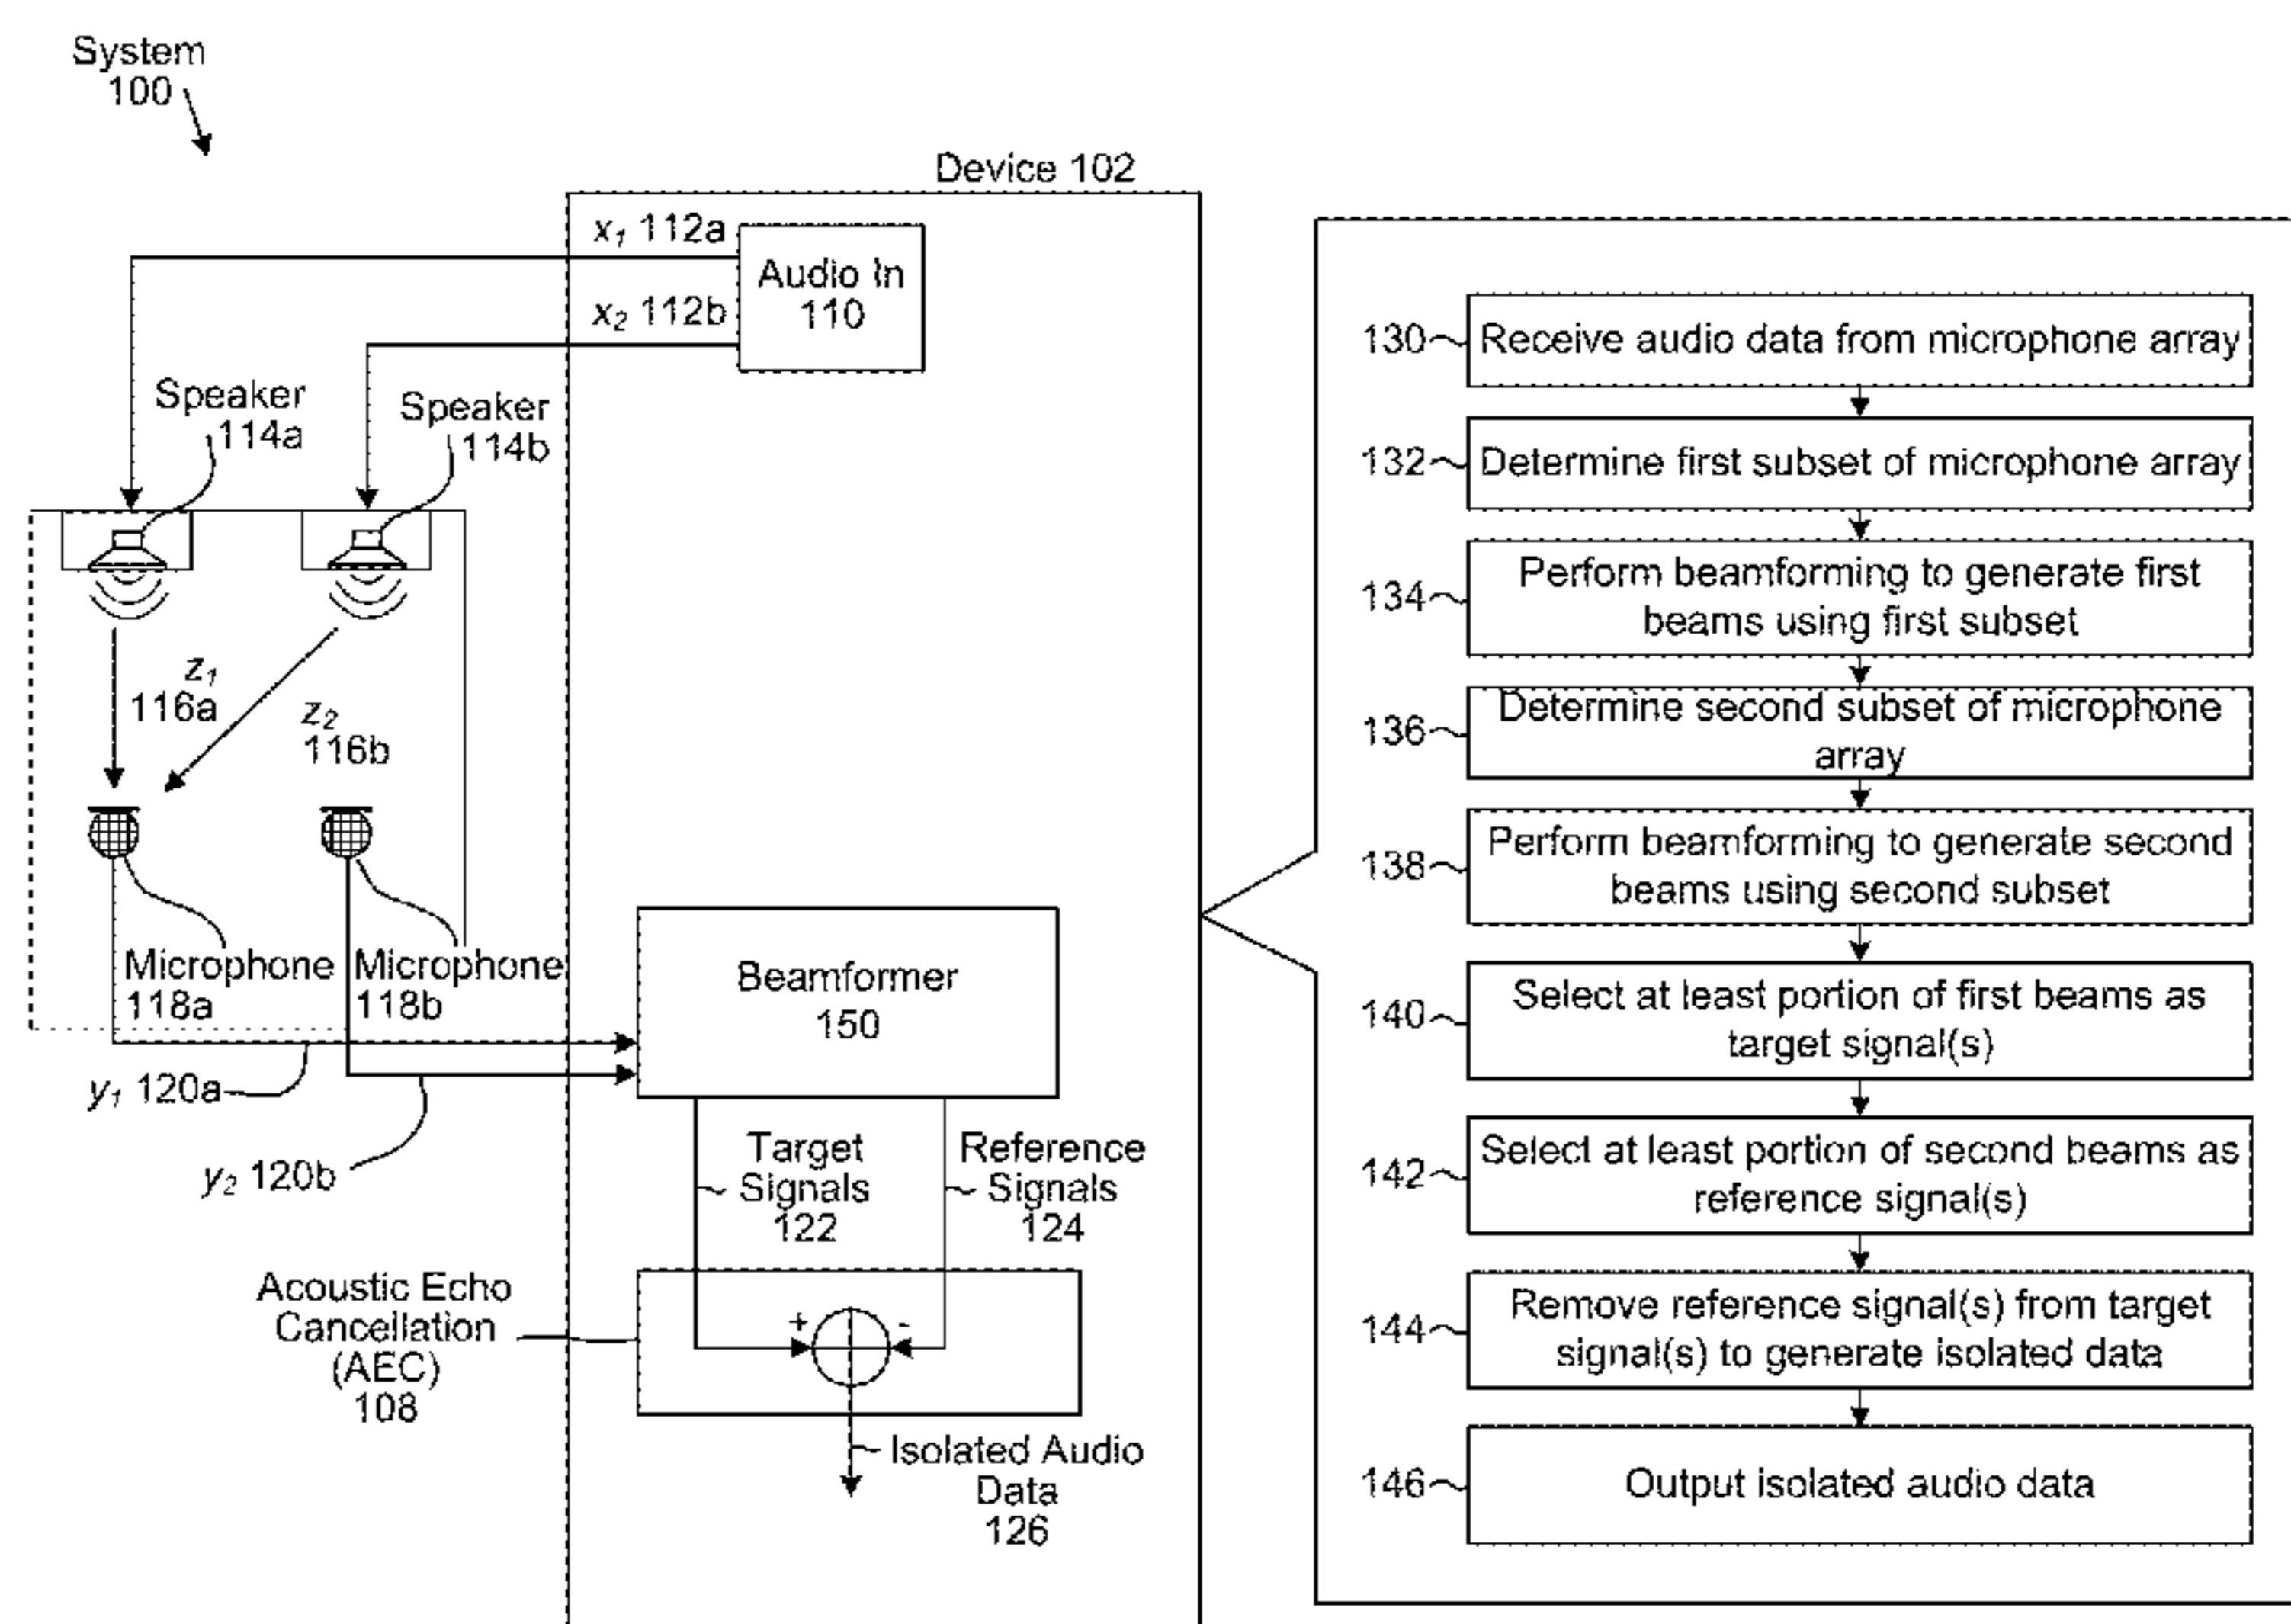 System
100
Device 102
x1 112a
x2 112b
Audio In
110
Speaker
114a
Speaker
114b
z1
116a
z2
116b
Microphone
118a
Microphone
118b
y1 120a
y2 120b
Beamformer
150
Target
Signals
122
Reference
Signals
124
Acoustic Echo
Cancellation
(AEC)
108
+
-
Isolated Audio
Data
126
130 Receive audio data from microphone array
132 Determine first subset of microphone array
134
Perform beamforming to generate first
beams using first subset
136
Determine second subset of microphone
array
138
Perform beamforming to generate second
beams using second subset
140
Select at least portion of first beams as
target signal(s)
142
Select at least portion of second beams as
reference signal(s)
144
Remove reference signal(s) from target
signal(s) to generate isolated data
146 Output isolated audio data